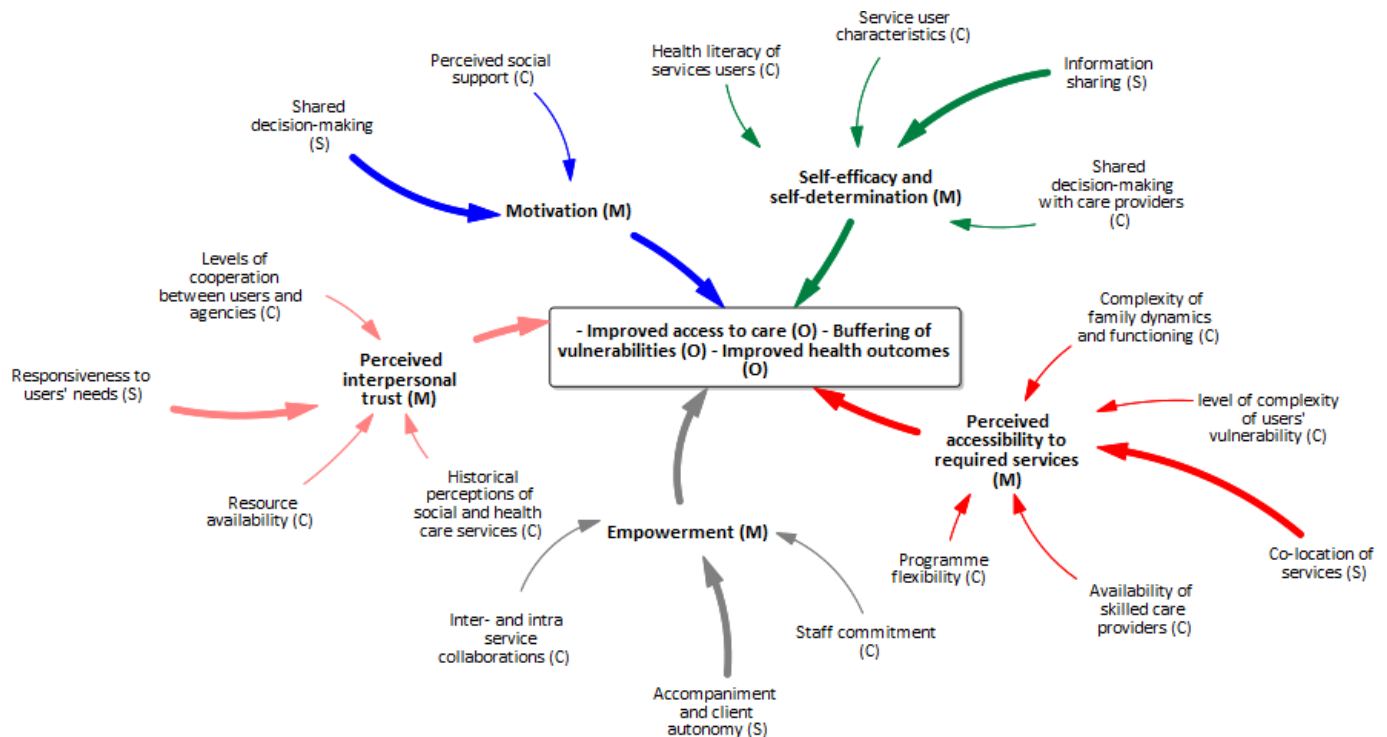 Service user
characteristics (C)
Health literacy of
services users (C)
Perceived social
support (C)
Information
sharing (S)
Shared
decision-making
(S)
Self-efficacy and
self-determination (M)
Shared
decision-making
with care providers
(C)
Motivation (M)
Levels of
cooperation
between users and
agencies (C)
Complexity of
family dynamics
and functioning (C)
- Improved access to care (O) - Buffering of
vulnerabilities (O) - Improved health outcomes
(O)
Perceived
interpersonal
trust (M)
Responsiveness to
users' needs (S)
level of complexity
of users'
vulnerability (C)
Perceived
accessibility to
required services
(M)
Resource
availability (C)
Historical
perceptions of
social and health
care services (C)
Empowerment (M)
Programme
flexibility (C)
Co-location of
services (S)
Availability of
skilled care
providers (C)
Inter- and intra
service
collaborations (C)
Staff commitment
(C)
Accompaniment
and client
autonomy (S)